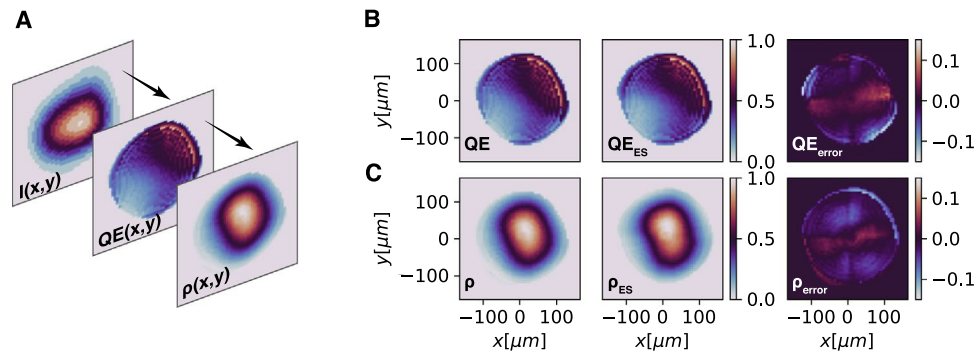 A
I(x,y)
QE(x,y)
ρ(x,y)
B
y[μm]
100
0
−100
QE
QE_ES
1.0
0.5
0.0
QE_error
0.15
0.0
−0.1
C
y[μm]
100
0
−100
ρ
ρ_ES
1.0
0.5
0.0
ρ_error
0.1
0.0
−0.1
−100 0 100
−100 0 100
−100 0 100
x[μm]
x[μm]
x[μm]